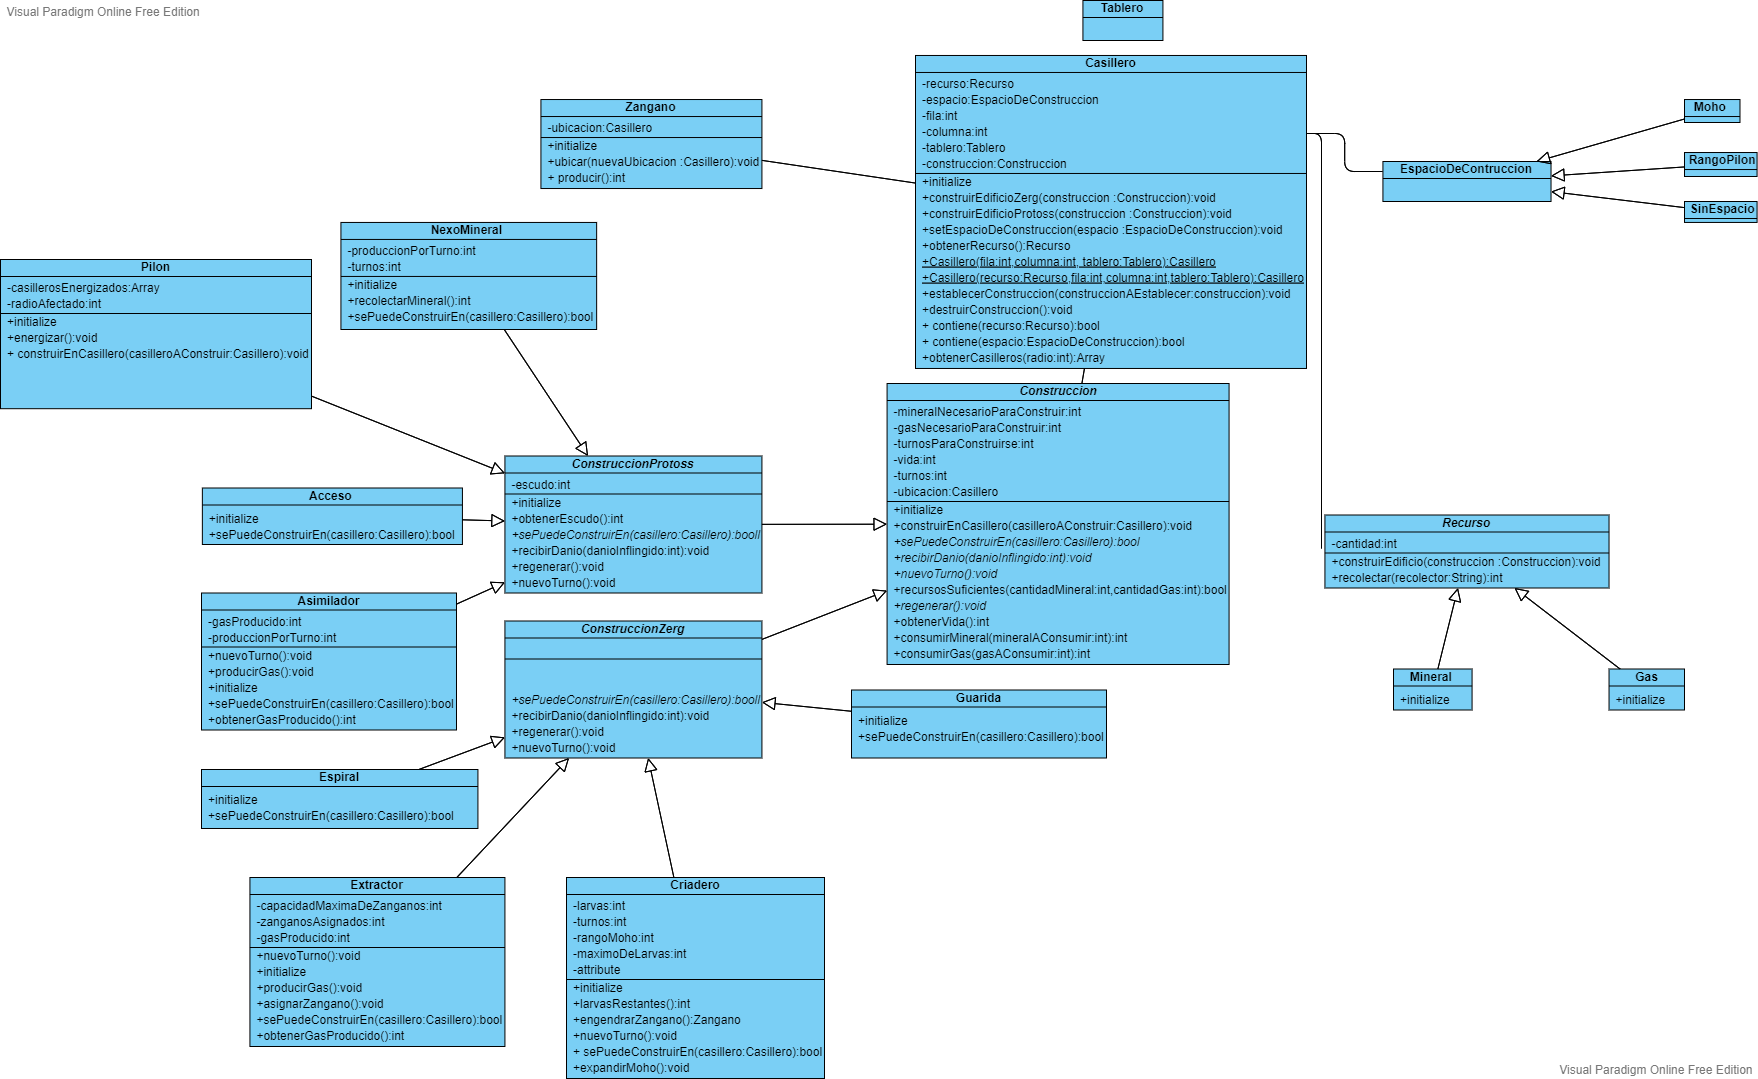 Visual Paradigm Online Free Edition
Tablero
Casillero
-recurso:Recurso
-espacio:EspacioDeConstruccion
-fila:int
-columna:int
-tablero:Tablero
-construccion:Construccion
+initialize
+construirEdificioZerg(construccion :Construccion):void
+construirEdificioProtoss(construccion :Construccion):void
+setEspacioDeConstruccion(espacio :EspacioDeConstruccion):void
+obtenerRecurso():Recurso
+Casillero(fila:int,columna:int, tablero:Tablero):Casillero
+Casillero(recurso:Recurso,fila:int,columna:int,tablero:Tablero):Casillero
+establecerConstruccion(construccionAEstablecer:construccion):void
+destruirConstruccion():void
+ contiene(recurso:Recurso):bool
+ contiene(espacio:EspacioDeConstruccion):bool
+obtenerCasilleros(radio:int):Array
Zangano
-ubicacion:Casillero
+initialize
+ubicar(nuevaUbicacion :Casillero):void
+ producir():int
Moho
RangoPilon
SinEspacio
EspacioDeContruccion
NexoMineral
-produccionPorTurno:int
-turnos:int
+initialize
+recolectarMineral():int
+sePuedeConstruirEn(casillero:Casillero):bool
Pilon
-casillerosEnergizados:Array
-radioAfectado:int
+initialize
+energizar():void
+ construirEnCasillero(casilleroAConstruir:Casillero):void
Construccion
-mineralNecesarioParaConstruir:int
-gasNecesarioParaConstruir:int
-turnosParaConstruirse:int
-vida:int
-turnos:int
-ubicacion:Casillero
+initialize
+construirEnCasillero(casilleroAConstruir:Casillero):void
+sePuedeConstruirEn(casillero:Casillero):bool
+recibirDanio(danioInflingido:int):void
+nuevoTurno():void
+recursosSuficientes(cantidadMineral:int,cantidadGas:int):bool
+regenerar():void
+obtenerVida():int
+consumirMineral(mineralAConsumir:int):int
+consumirGas(gasAConsumir:int):int
ConstruccionProtoss
-escudo:int
+initialize
+obtenerEscudo():int
+sePuedeConstruirEn(casillero:Casillero):booll
+recibirDanio(danioInflingido:int):void
+regenerar():void
+nuevoTurno():void
Acceso
+initialize
+sePuedeConstruirEn(casillero:Casillero):bool
Recurso
-cantidad:int
+construirEdificio(construccion :Construccion):void
+recolectar(recolector:String):int
Asimilador
-gasProducido:int
-produccionPorTurno:int
+nuevoTurno():void
+producirGas():void
+initialize
+sePuedeConstruirEn(casillero:Casillero):bool
+obtenerGasProducido():int
ConstruccionZerg
+sePuedeConstruirEn(casillero:Casillero):booll
+recibirDanio(danioInflingido:int):void
+regenerar():void
+nuevoTurno():void
Mineral
+initialize
Gas
+initialize
Guarida
+initialize
+sePuedeConstruirEn(casillero:Casillero):bool
Espiral
+initialize
+sePuedeConstruirEn(casillero:Casillero):bool
Extractor
-capacidadMaximaDeZanganos:int
-zanganosAsignados:int
-gasProducido:int
+nuevoTurno():void
+initialize
+producirGas():void
+asignarZangano():void
+sePuedeConstruirEn(casillero:Casillero):bool
+obtenerGasProducido():int
Criadero
-larvas:int
-turnos:int
-rangoMoho:int
-maximoDeLarvas:int
-attribute
+initialize
+larvasRestantes():int
+engendrarZangano():Zangano
+nuevoTurno():void
+ sePuedeConstruirEn(casillero:Casillero):bool
+expandirMoho():void
Visual Paradigm Online Free Edition